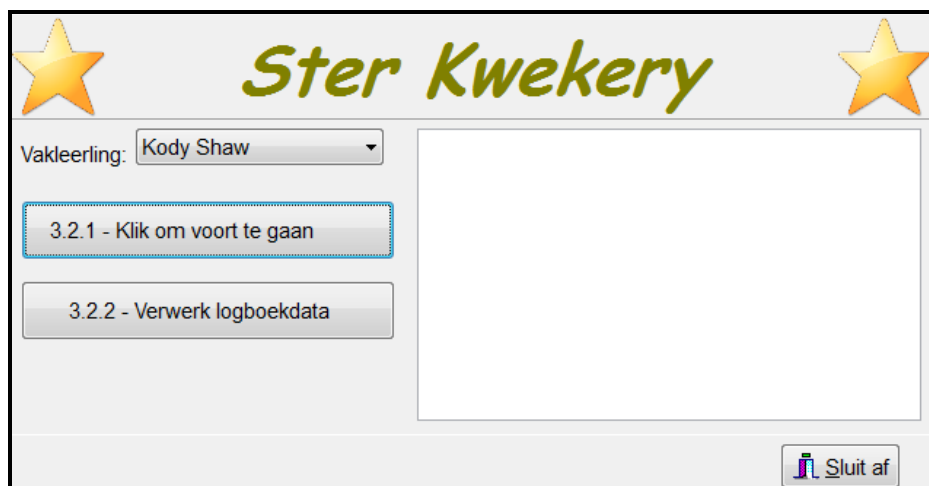 Ster Kwekery
Vakleerling: Kody Shaw
3.2.1 - Klik om voort te gaan
3.2.2 - Verwerk logboekdata
Sluit af